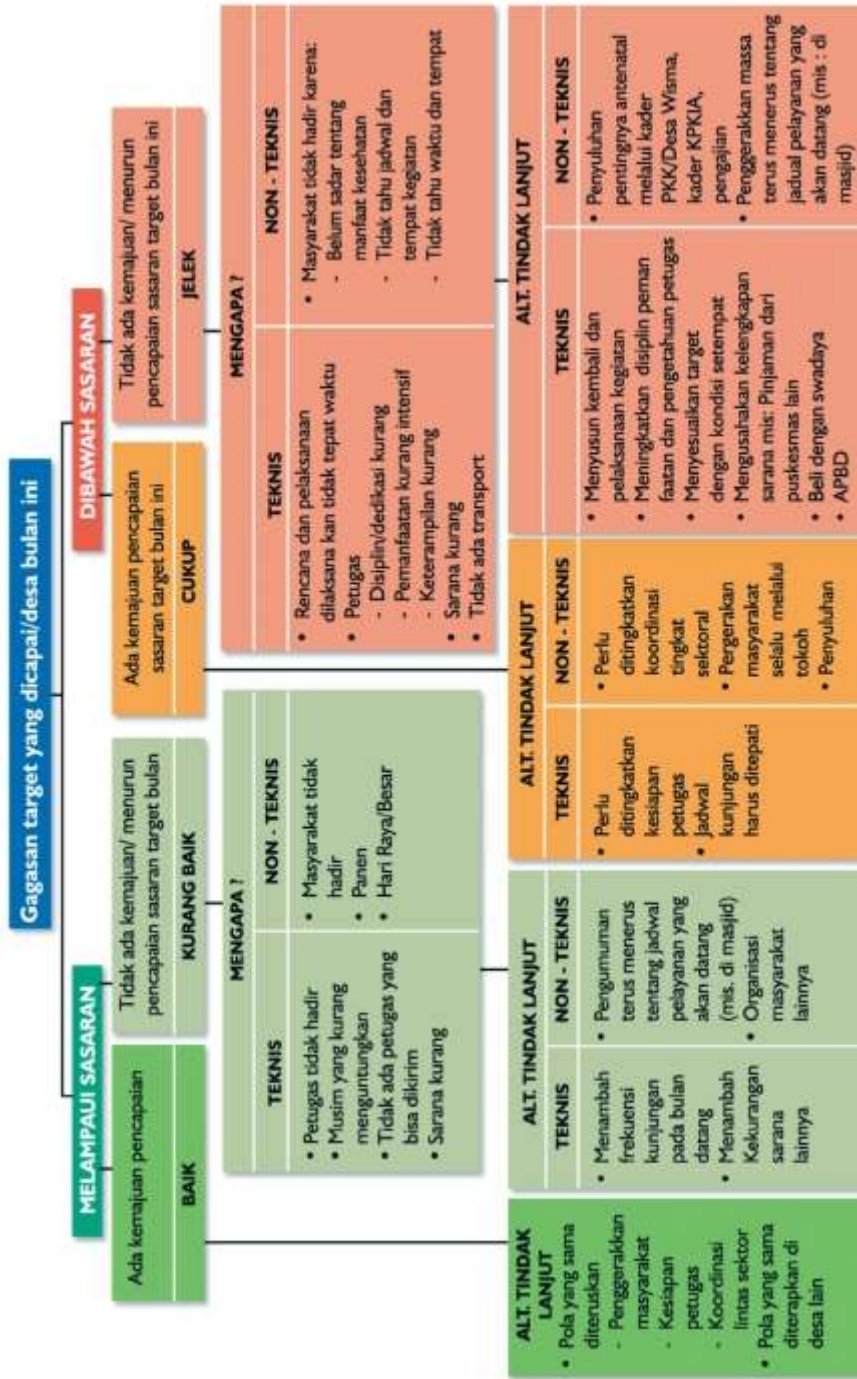 Gagasan target yang dicapai/desa bulan ini
MELAMPAUI SASARAN
DIBAWAH SASARAN
Ada kemajuan pencapaian
BAIK
Tidak ada kemajuan/ menurun
pencapaian sasaran target bulan
KURANG BAIK
Ada kemajuan pencapaian
sasaran target bulan ini
CUKUP
Tidak ada kemajuan/ menurun
pencapaian sasaran target bulan ini
JELEK
MENGAPA ?
TEKNIS
• Petugas tidak hadir
• Musim yang kurang
menguntungkan
• Tidak ada petugas yang
bisa dikirim
• Sarana kurang
NON - TEKNIS
• Masyarakat tidak
hadir
• Panen
• Hari Raya/Besar
MENGAPA ?
TEKNIS
• Rencana dan pelaksanaan
dilaksana kan tidak tepat waktu
• Petugas
- Disiplin/dedikasi kurang
- Pemanfaatan kurang intensif
- Keterampilan kurang
• Sarana kurang
• Tidak ada transport
NON - TEKNIS
• Masyarakat tidak hadir karena:
- Belum sadar tentang
manfaat kesehatan
- Tidak tahu jadwal dan
tempat kegiatan
- Tidak tahu waktu dan tempat
ALT. TINDAK
LANJUT
• Pola yang sama
diteruskan
- Penggerakkan
masyarakat
- Kesiapan
petugas
- Koordinasi
lintas sektor
• Pola yang sama
diterapkan di
desa lain
ALT. TINDAK LANJUT
TEKNIS
• Menambah
frekuensi
kunjungan
pada bulan
datang
• Menambah
Kekurangan
sarana
lainnya
NON - TEKNIS
• Pengumuman
terus menerus
tentang jadwal
pelayanan yang
akan datang
(mis. di masjid)
• Organisasi
masyarakat
lainnya
ALT. TINDAK LANJUT
TEKNIS
• Perlu
ditingkatkan
kesiapan
petugas
• Jadwal
kunjungan
harus ditepati
NON - TEKNIS
• Perlu
ditingkatkan
koordinasi
tingkat
sektoral
• Pergerakan
masyarakat
selalu melalui
tokoh
• Penyuluhan
ALT. TINDAK LANJUT
TEKNIS
• Menyusun kembali dan
pelaksanaan kegiatan
• Meningkatkan disiplin peman
faatan dan pengetahuan petugas
• Menyesuaikan target
dengan kondisi setempat
• Mengusahakan kelengkapan
sarana mis: Pinjaman dari
puskesmas lain
• Beli dengan swadaya
• APBD
NON - TEKNIS
• Penyuluhan
pentingnya antenatal
melalui kader
PKK/Desa Wisma,
kader KPKIA,
pengajian
• Penggerakkan massa
terus menerus tentang
jadual pelayanan yang
akan datang (mis : di
masjid)